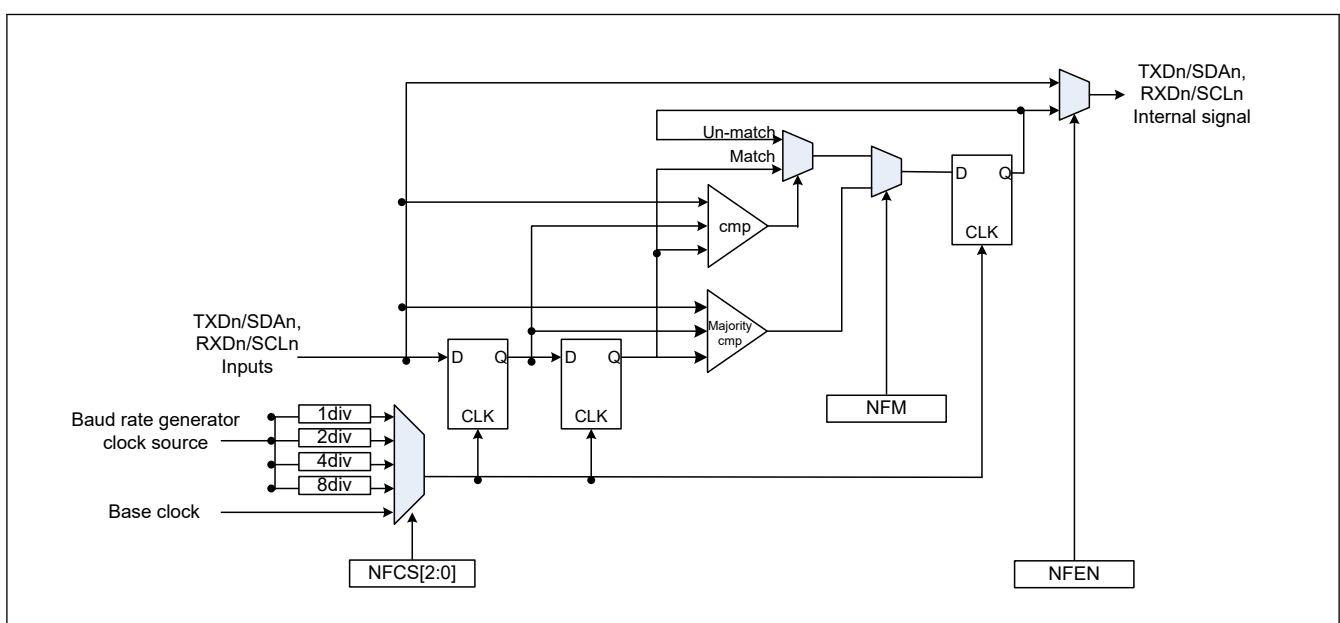 TXDn/SDAn,
RXDn/SCLn
Internal signal
Un-match
Match
cmp
D
Q
CLK
Majority
cmp
TXDn/SDAn,
RXDn/SCLn
Inputs
D
Q
CLK
D
Q
CLK
NFM
Baud rate generator
clock source
1div
2div
4div
8div
Base clock
NFCS[2:0]
NFEN